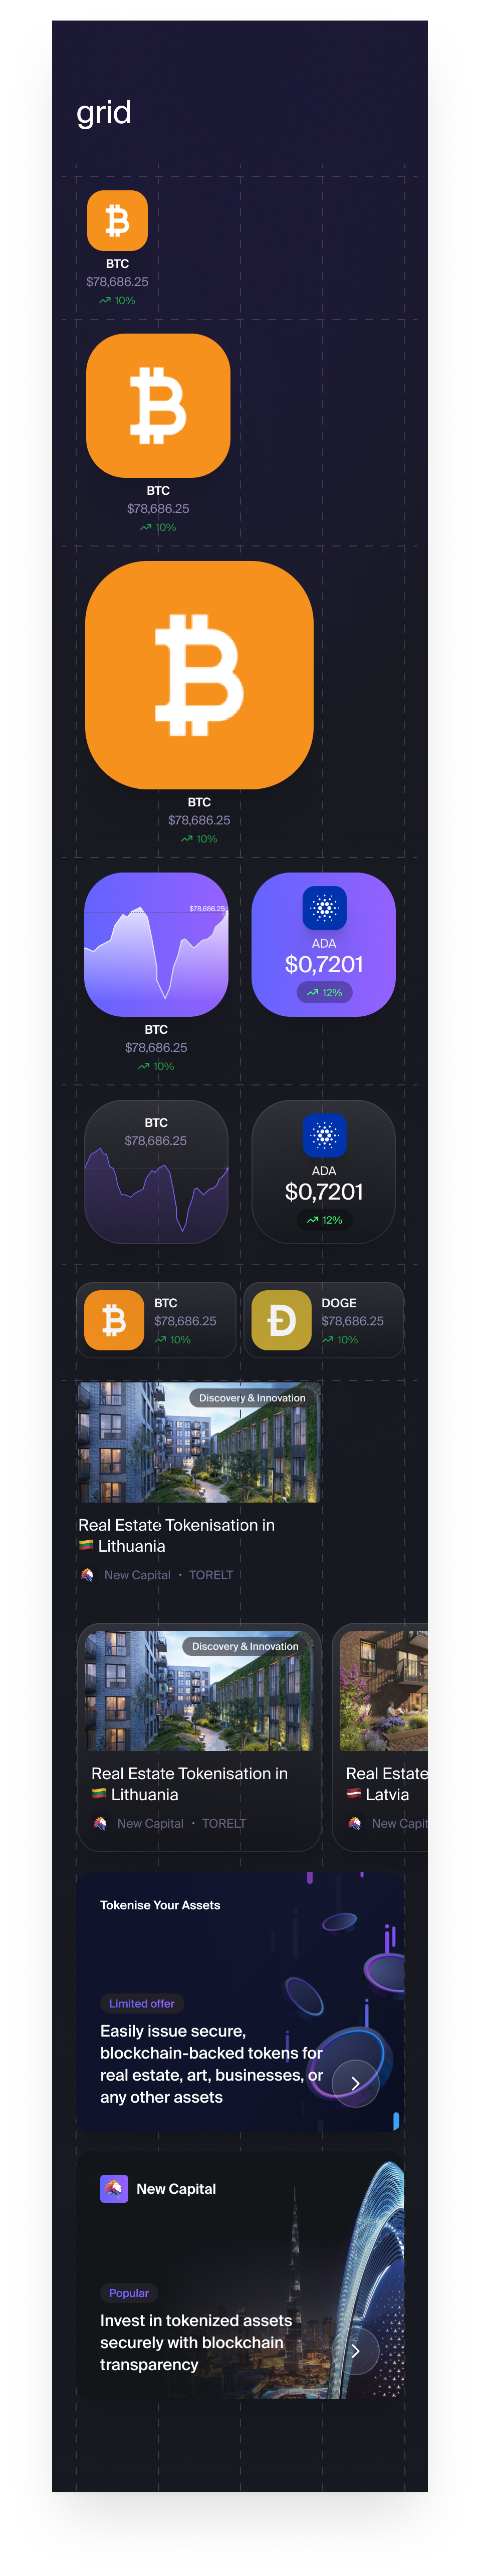 grid
BTC
$78,686.25
10%
BTC
$78,686.25
10%
BTC
$78,686.25
10%
$78,686.25
BTC
$78,686.25
10%
ADA
$0,7201
12%
BTC
$78,686.25
ADA
$0,7201
12%
BTC
$78,686.25
10%
DOGE
$78,686.25
10%
Discovery & Innovation
Real Estate Tokenisation in
Lithuania
New Capital • TORELT
Discovery & Innovation
Real Estate Tokenisation in
Lithuania
New Capital • TORELT
Real Estate
Latvia
New Capit
Tokenise Your Assets
Limited offer
Easily issue secure,
blockchain-backed tokens for
real estate, art, businesses, or
any other assets
New Capital
Popular
Invest in tokenized assets
securely with blockchain
transparency